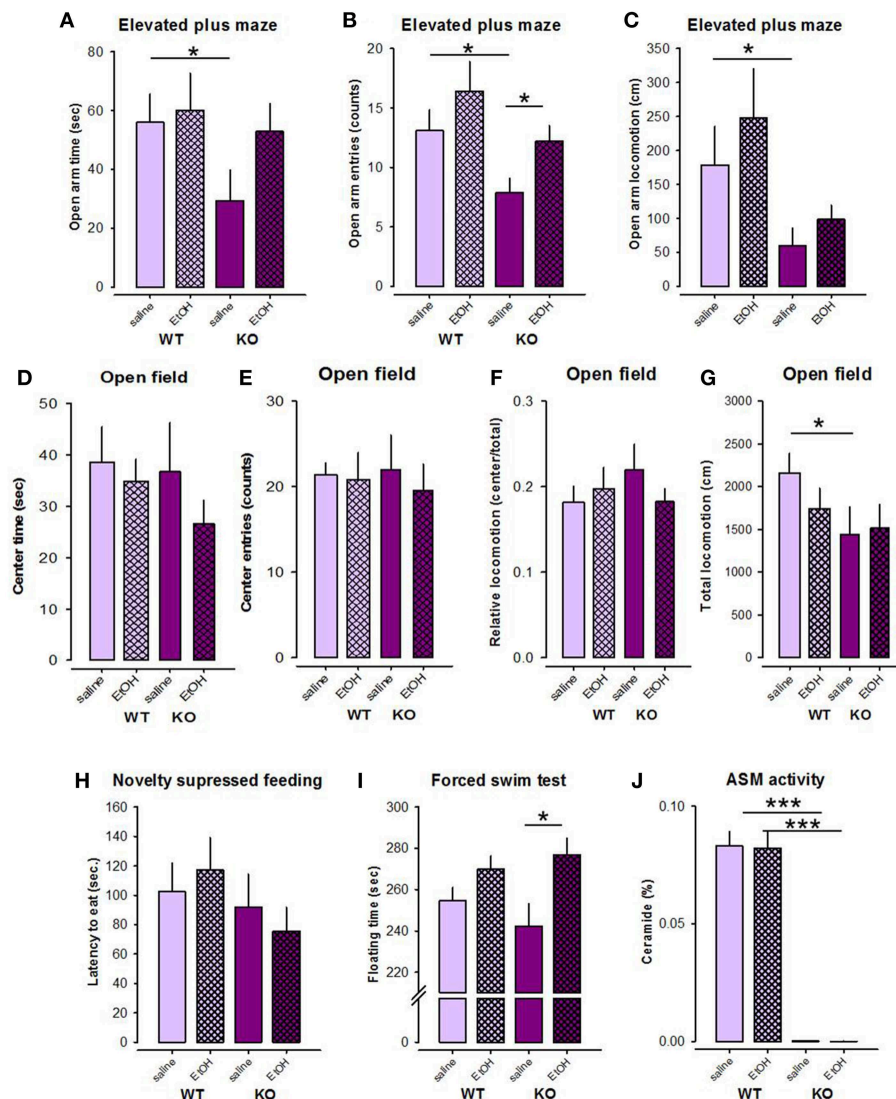 A Elevated plus maze
*
Open arm time (sec)
80
60
40
20
0
saline EtOH saline EtOH
WT KO
B Elevated plus maze
*
*
Open arm entries (counts)
20
15
10
5
0
saline EtOH saline EtOH
WT KO
C Elevated plus maze
*
Open arm locomotion (cm)
350
300
250
200
150
100
50
0
saline EtOH saline EtOH
WT KO
D Open field
Center time (sec)
50
40
30
20
10
0
saline EtOH saline EtOH
WT KO
E Open field
Center entries (counts)
30
20
10
0
saline EtOH saline EtOH
WT KO
F Open field
Relative locomotion (center/total)
0.3
0.2
0.1
0.0
saline EtOH saline EtOH
WT KO
G Open field
*
Total locomotion (cm)
3000
2500
2000
1500
1000
500
0
saline EtOH saline EtOH
WT KO
H Novelty supressed feeding
Latency to eat (sec.)
160
140
120
100
80
60
40
20
0
saline EtOH saline EtOH
WT KO
I Forced swim test
*
Floating time (sec)
300
280
260
240
220
0
saline EtOH saline EtOH
WT KO
J ASM activity
***
***
Ceramide (%)
0.10
0.05
0.00
saline EtOH saline EtOH
WT KO